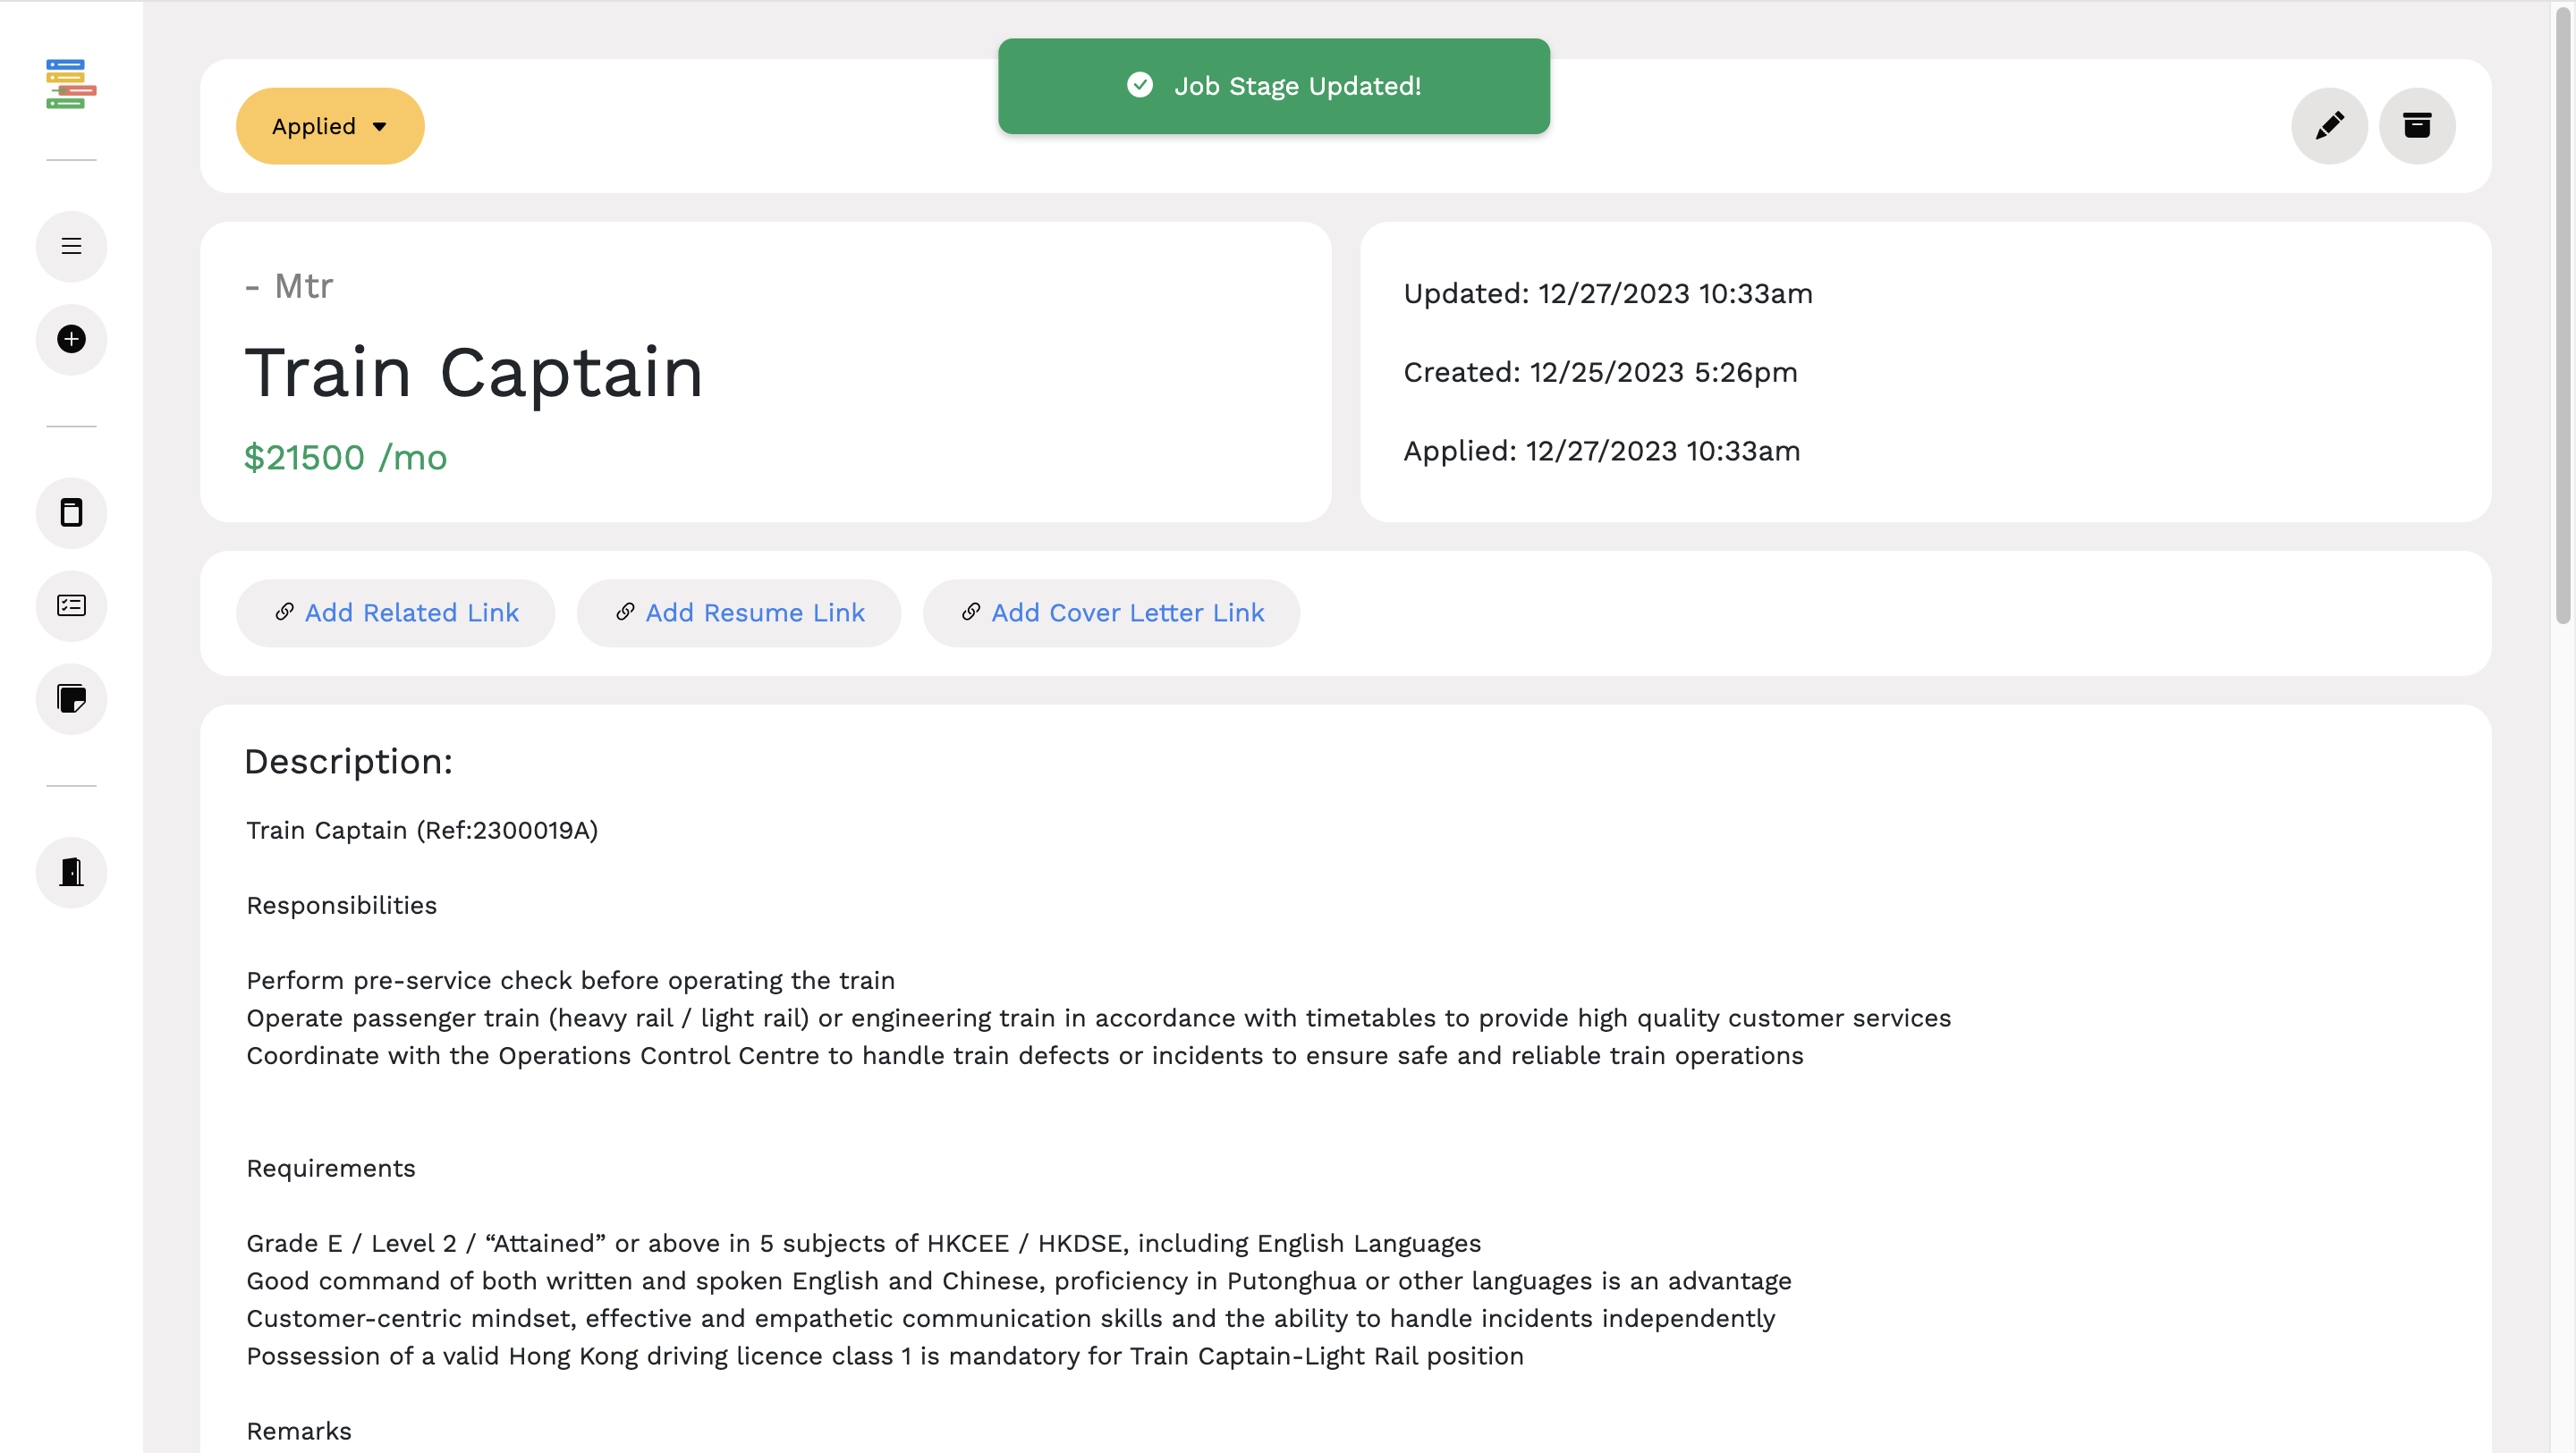 Job Stage Updated!
Applied
- Mtr
Train Captain
$21500 /mo
Updated: 12/27/2023 10:33am
Created: 12/25/2023 5:26pm
Applied: 12/27/2023 10:33am
Add Related Link
Add Resume Link
Add Cover Letter Link
Description:
Train Captain (Ref:2300019A)
Responsibilities
Perform pre-service check before operating the train
Operate passenger train (heavy rail / light rail) or engineering train in accordance with timetables to provide high quality customer services
Coordinate with the Operations Control Centre to handle train defects or incidents to ensure safe and reliable train operations
Requirements
Grade E / Level 2 / “Attained” or above in 5 subjects of HKCEE / HKDSE, including English Languages
Good command of both written and spoken English and Chinese, proficiency in Putonghua or other languages is an advantage
Customer-centric mindset, effective and empathetic communication skills and the ability to handle incidents independently
Possession of a valid Hong Kong driving licence class 1 is mandatory for Train Captain-Light Rail position
Remarks